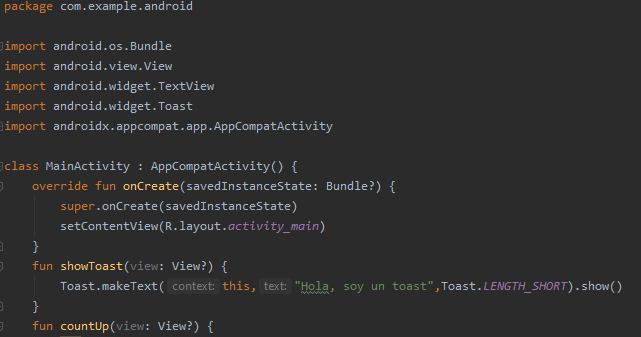 package com.example.android
import android.os.Bundle
import android.view.View
import android.widget.TextView
import android.widget.Toast
import androidx.appcompat.app.AppCompatActivity
class MainActivity : AppCompatActivity() {
override fun onCreate(savedInstanceState: Bundle?) {
super.onCreate(savedInstanceState)
setContentView(R.layout.activity_main)
}
fun showToast(view: View?) {
Toast.makeText( context: this, text: "Hola, soy un toast",Toast.LENGTH_SHORT).show()
}
fun countUp(view: View?) {